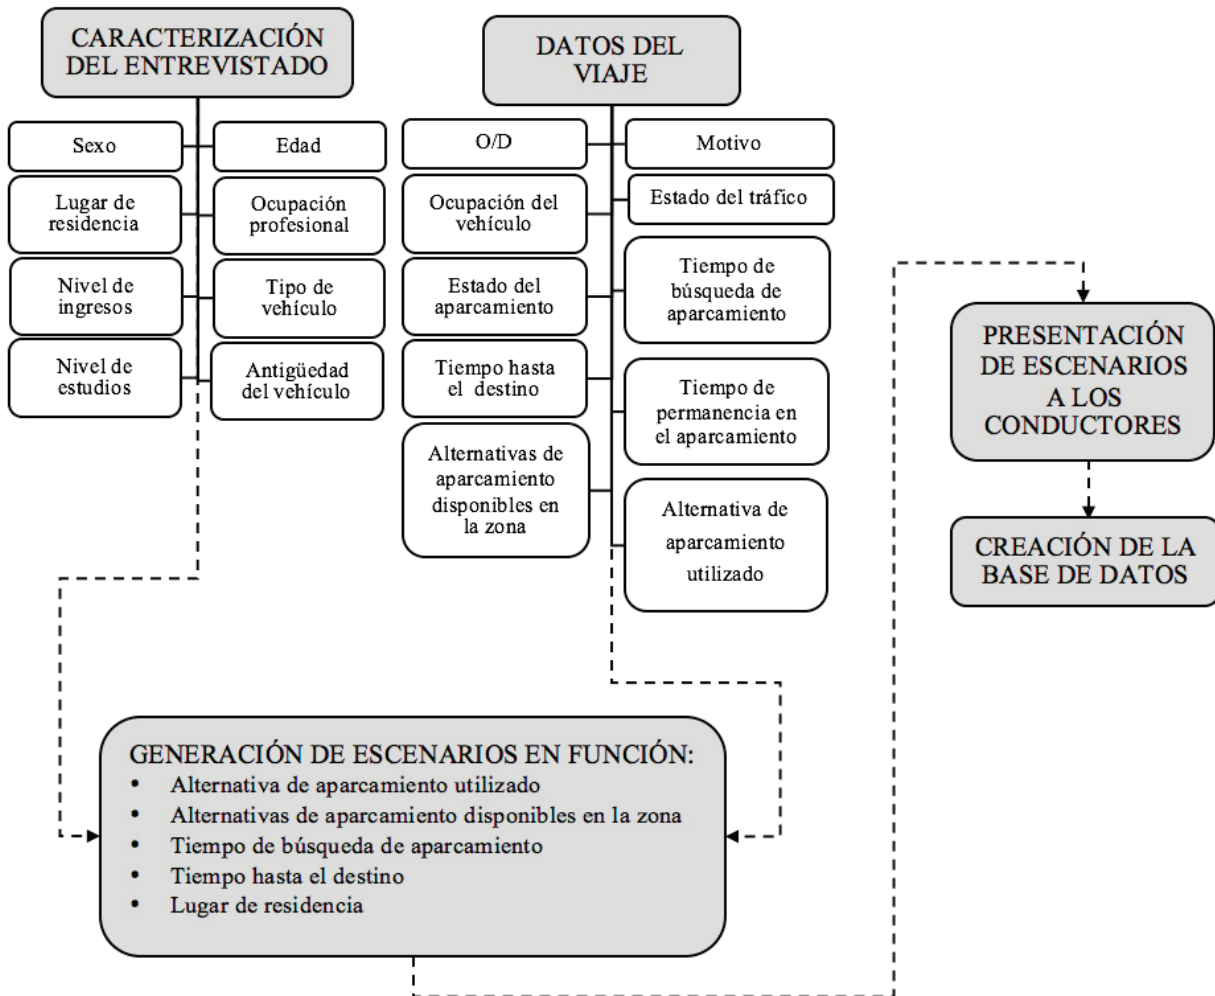 CARACTERIZACIÓN
DEL ENTREVISTADO
Sexo
Edad
Lugar de
residencia
Ocupación
profesional
Nivel de
ingresos
Tipo de
vehículo
Nivel de
estudios
Antigüedad
del vehículo
DATOS DEL
VIAJE
O/D
Motivo
Ocupación del
vehículo
Estado del tráfico
Estado del
aparcamiento
Tiempo de
búsqueda de
aparcamiento
Tiempo hasta
el destino
Tiempo de
permanencia en
el aparcamiento
Alternativas de
aparcamiento
disponibles en
la zona
Alternativa de
aparcamiento
utilizado
GENERACIÓN DE ESCENARIOS EN FUNCIÓN:
• Alternativa de aparcamiento utilizado
• Alternativas de aparcamiento disponibles en la zona
• Tiempo de búsqueda de aparcamiento
• Tiempo hasta el destino
• Lugar de residencia
PRESENTACIÓN
DE ESCENARIOS
A LOS
CONDUCTORES
CREACIÓN DE LA
BASE DE DATOS